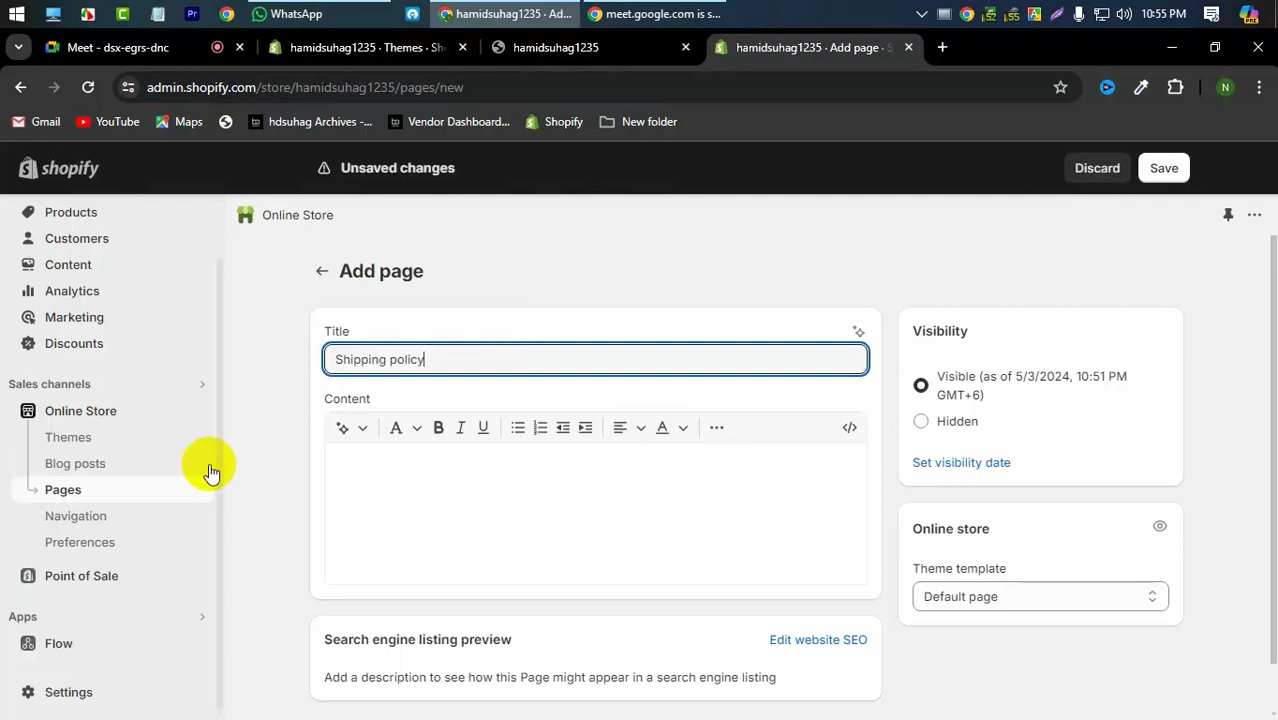 WhatsApp
hamidsuhag1235 · Ad...
meet.google.com is s...
10:55 PM
Meet - dsx-egrs-dnc
hamidsuhag1235 · Themes · Sh
hamidsuhag1235
hamidsuhag1235 · Add page · S
admin.shopify.com/store/hamidsuhag1235/pages/new
Gmail
YouTube
Maps
hdsuhag Archives -...
Vendor Dashboard...
Shopify
New folder
shopify
Unsaved changes
Discard
Save
Products
Customers
Content
Analytics
Marketing
Discounts
Sales channels
Online Store
Themes
Blog posts
Pages
Navigation
Preferences
Point of Sale
Apps
Flow
Settings
Online Store
Add page
Title
Shipping policy
Content
Search engine listing preview
Edit website SEO
Add a description to see how this Page might appear in a search engine listing
Visibility
Visible (as of 5/3/2024, 10:51 PM
GMT+6)
Hidden
Set visibility date
Online store
Theme template
Default page